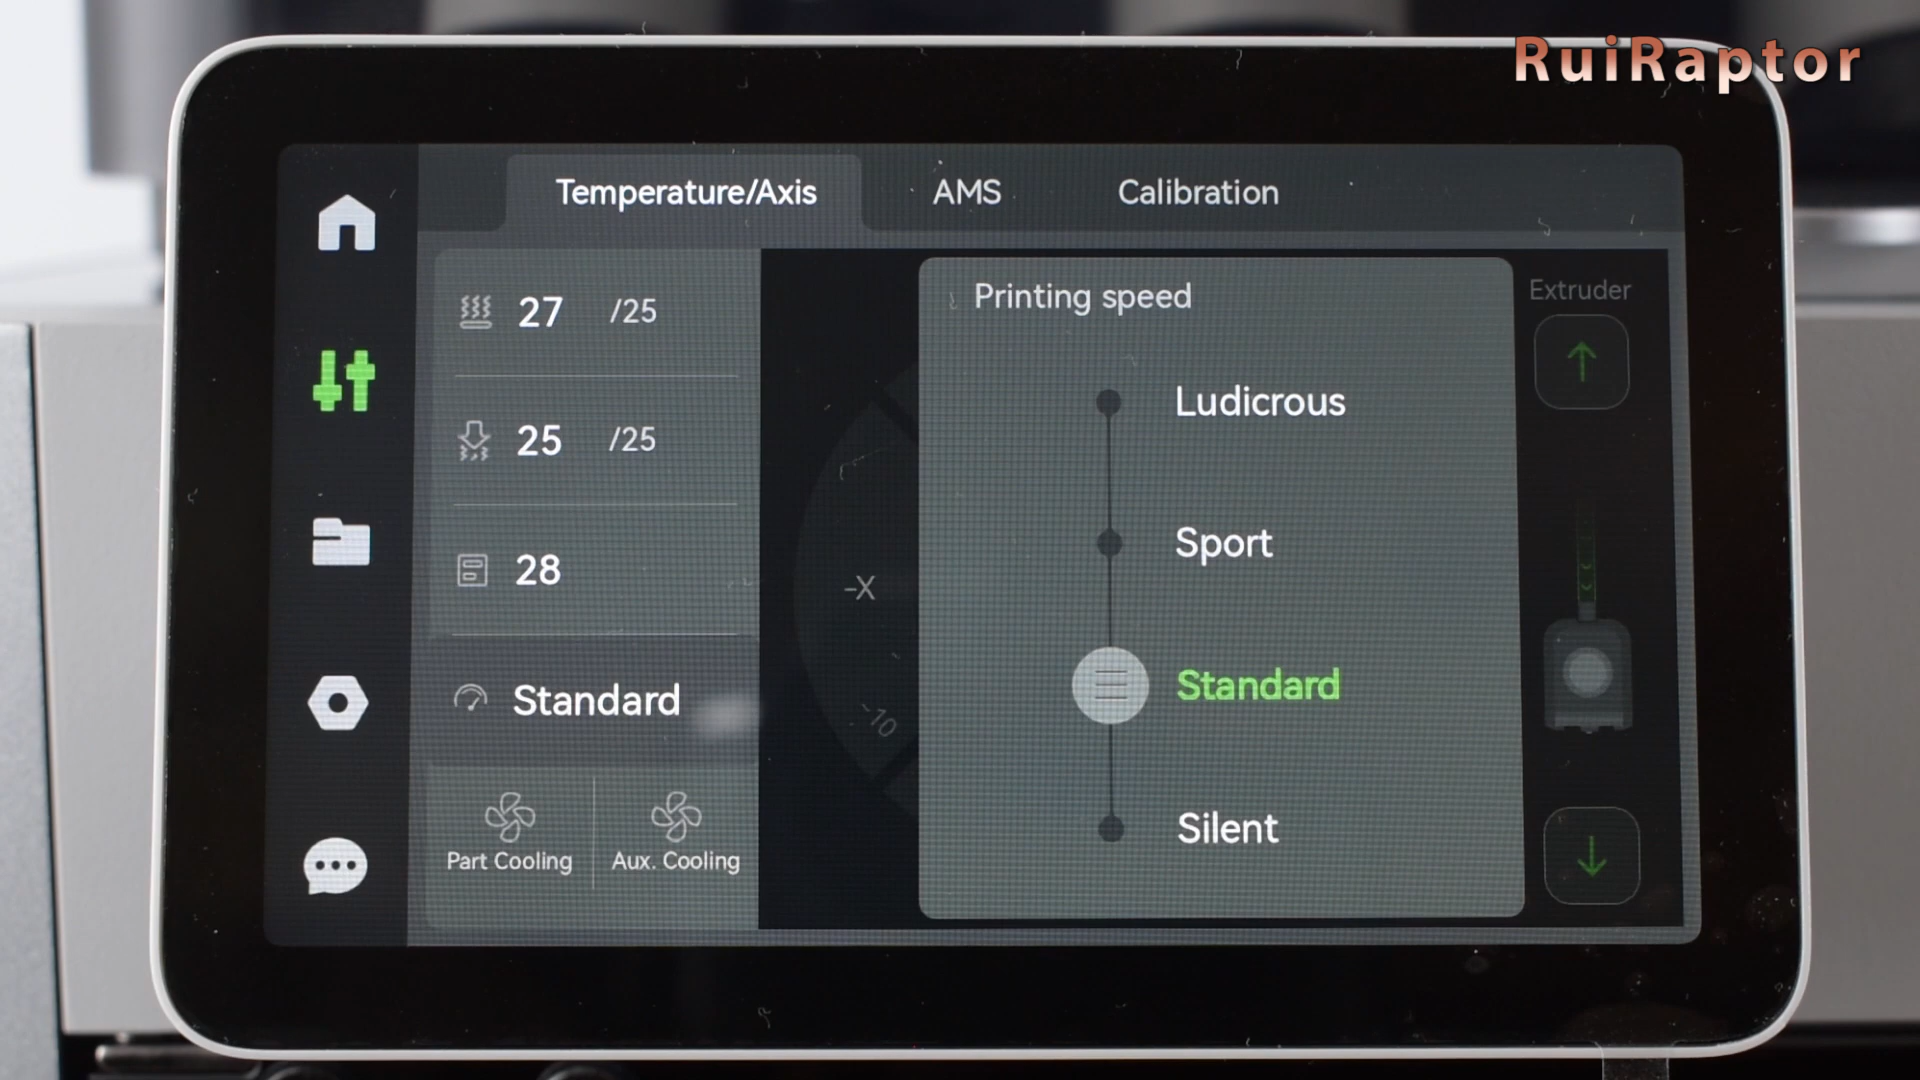 RuiRaptor
Temperature/Axis
AMS
Calibration
27 /25
25 /25
28
Standard
Part Cooling
Aux. Cooling
-X
-10
Printing speed
Ludicrous
Sport
Standard
Silent
Extruder